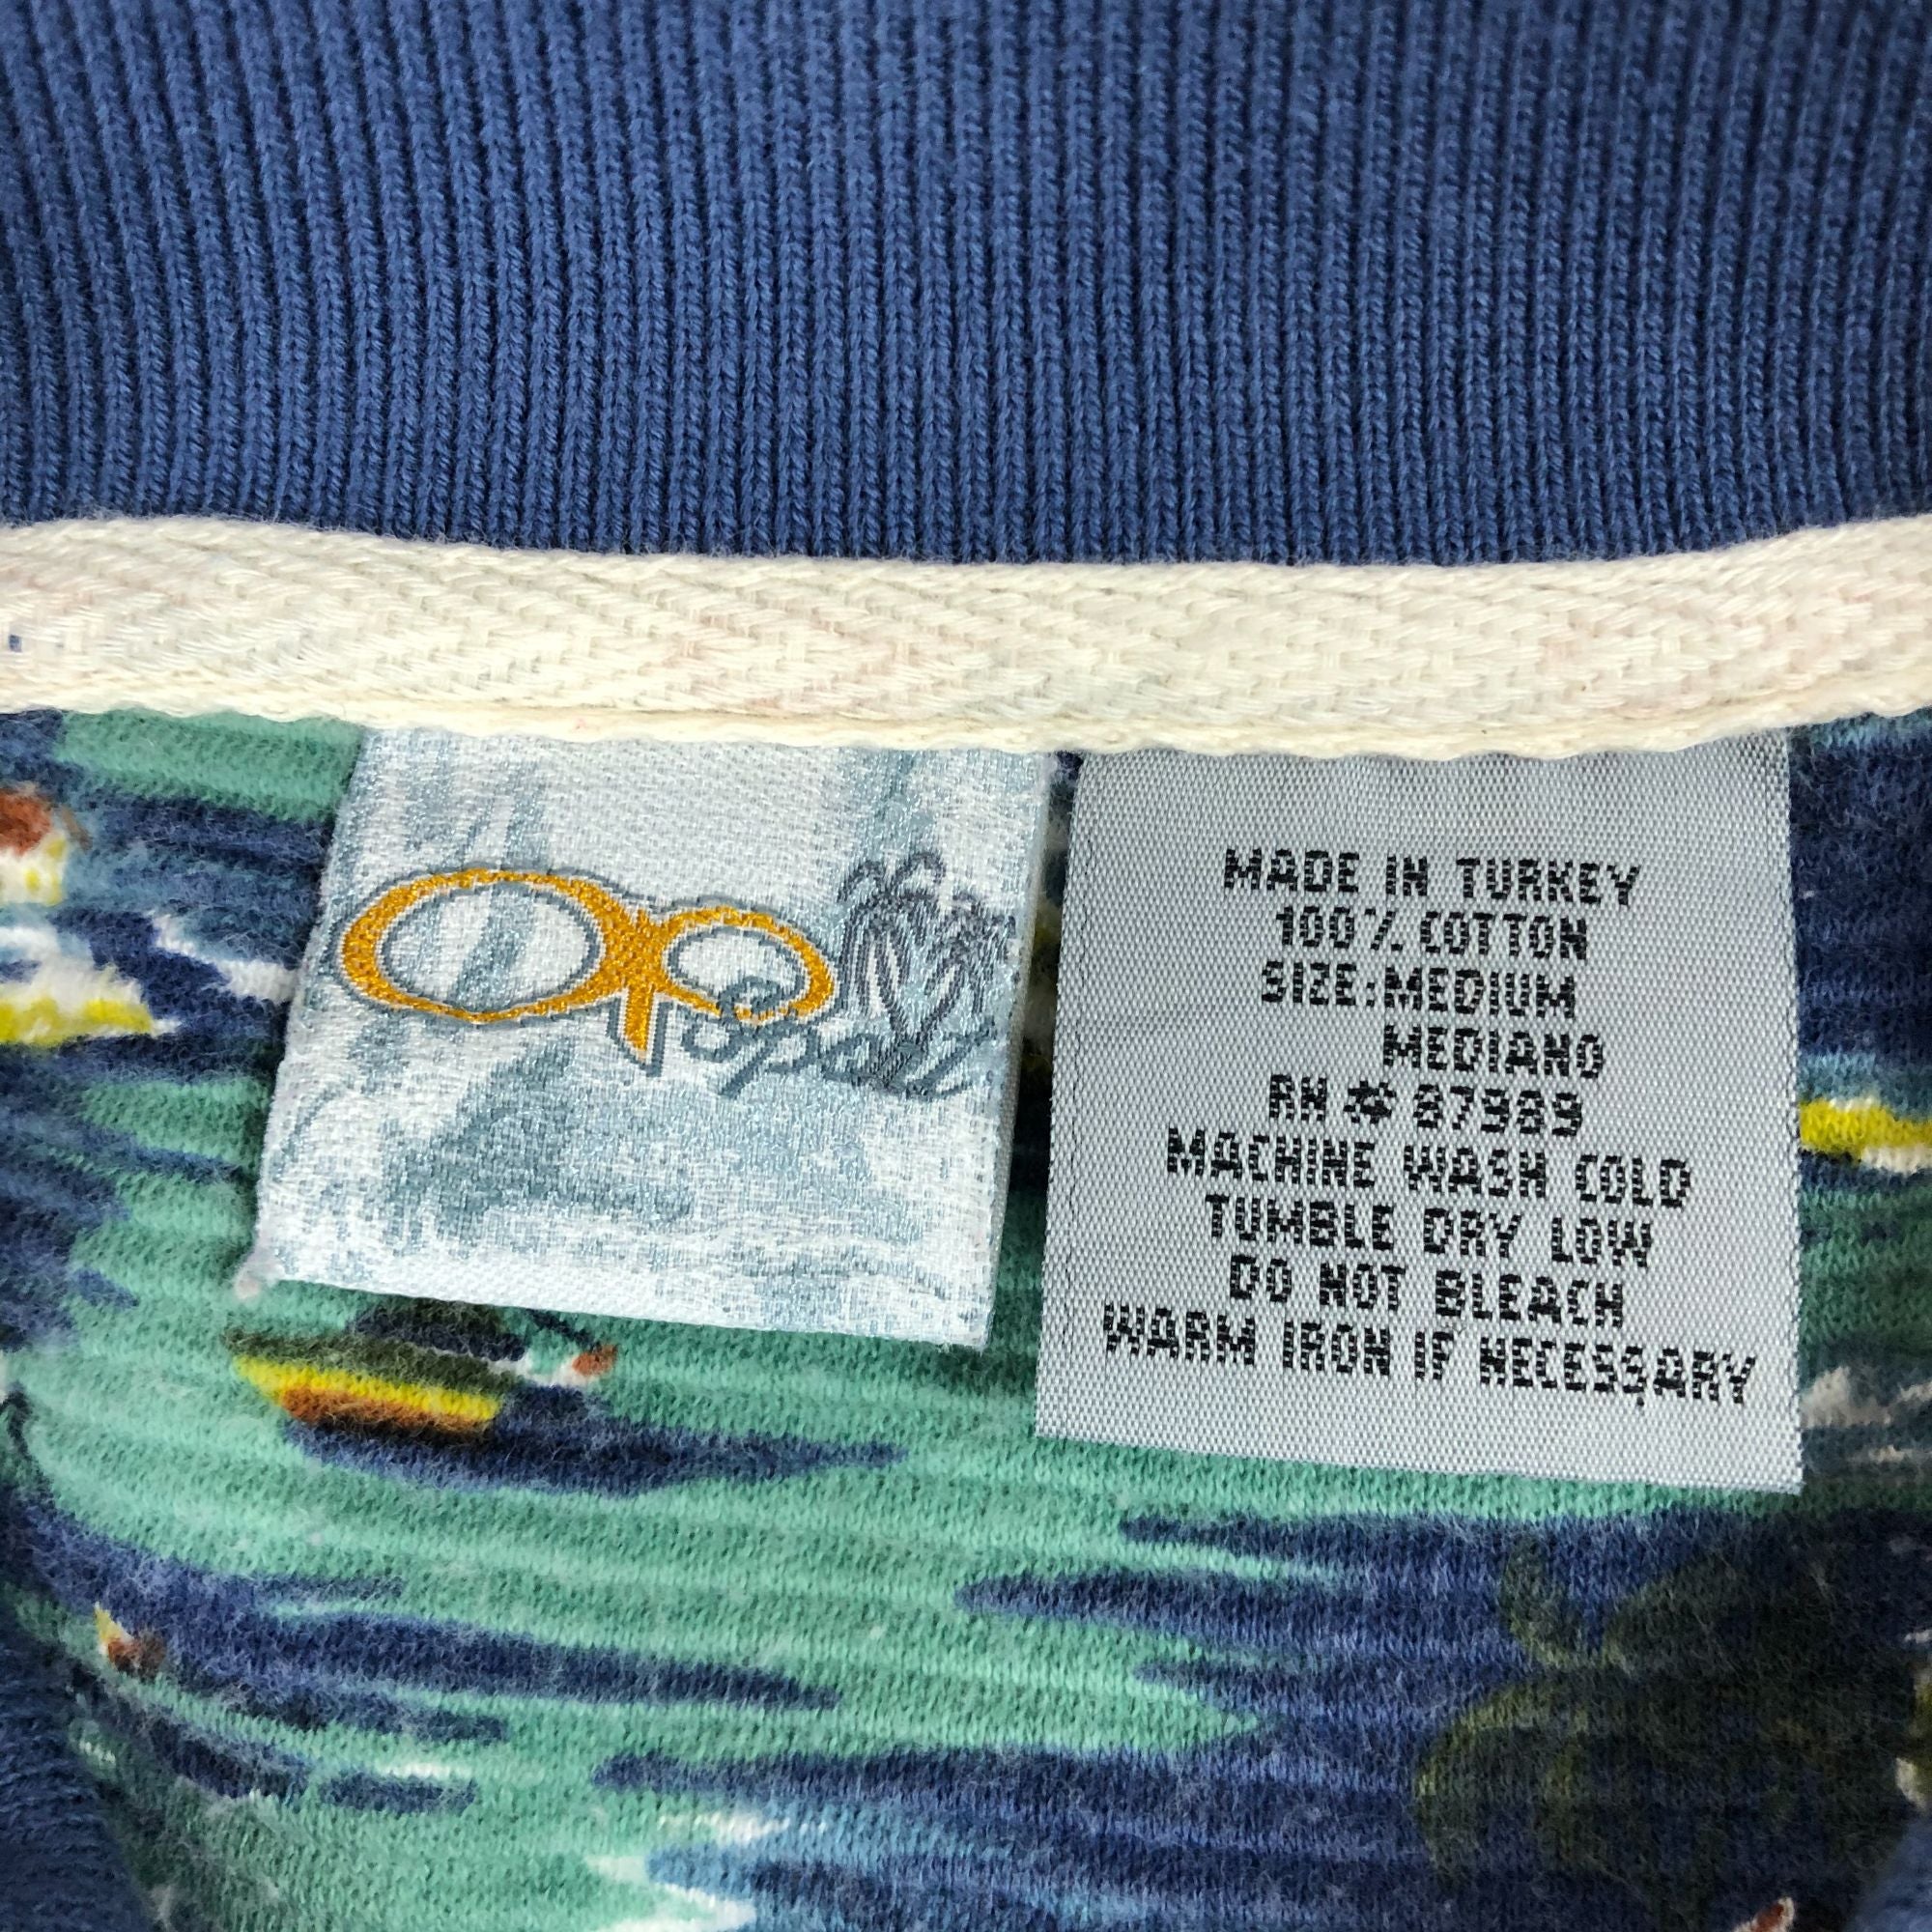 Op
Sport
MADE IN TURKEY
100% COTTON
SIZE:MEDIUM
MEDIANO
RN # 87989
MACHINE WASH COLD
TUMBLE DRY LOW
DO NOT BLEACH
WARM IRON IF NECESSARY